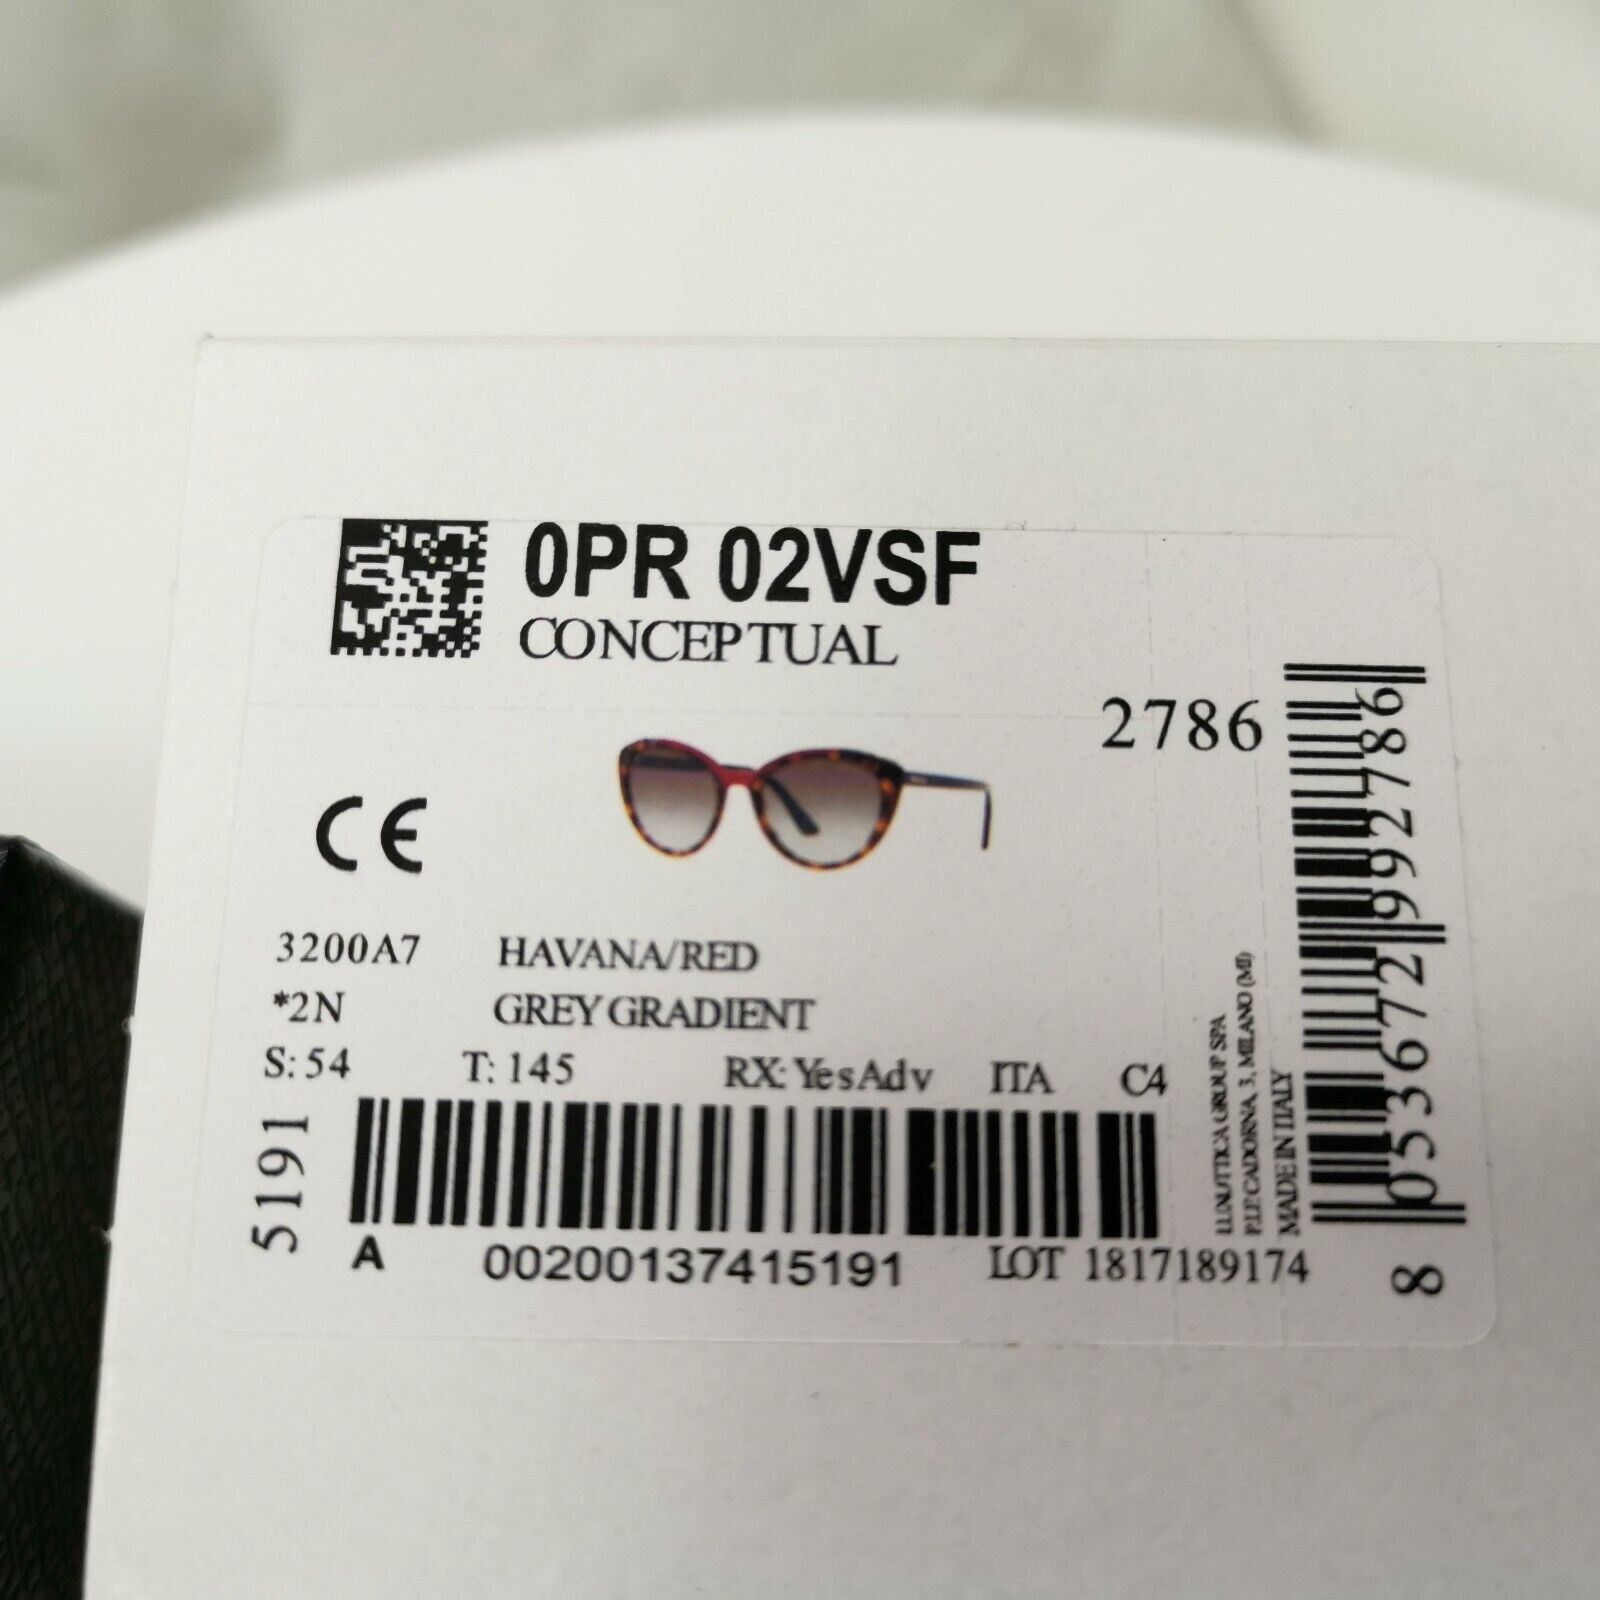 0PR 02VSF
CONCEPTUAL
2786
CE
3200A7 HAVANA/RED
*2N GREY GRADIENT
S: 54 T: 145 RX: YesAdv ITA C4
5191
A 00200137415191 LOT 1817189174
LUXOTTICA GROUP SPA
P.LE CADORNA, 3, MILANO (MI)
MADE IN ITALY
8 053672 992786